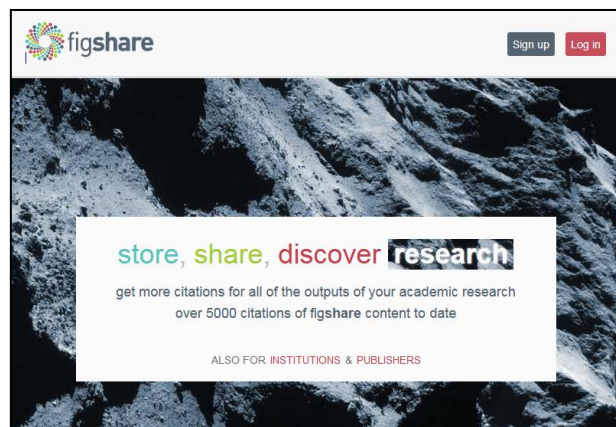 figshare
Sign up
Log in
store, share, discover research
get more citations for all of the outputs of your academic research
over 5000 citations of figshare content to date
ALSO FOR INSTITUTIONS & PUBLISHERS